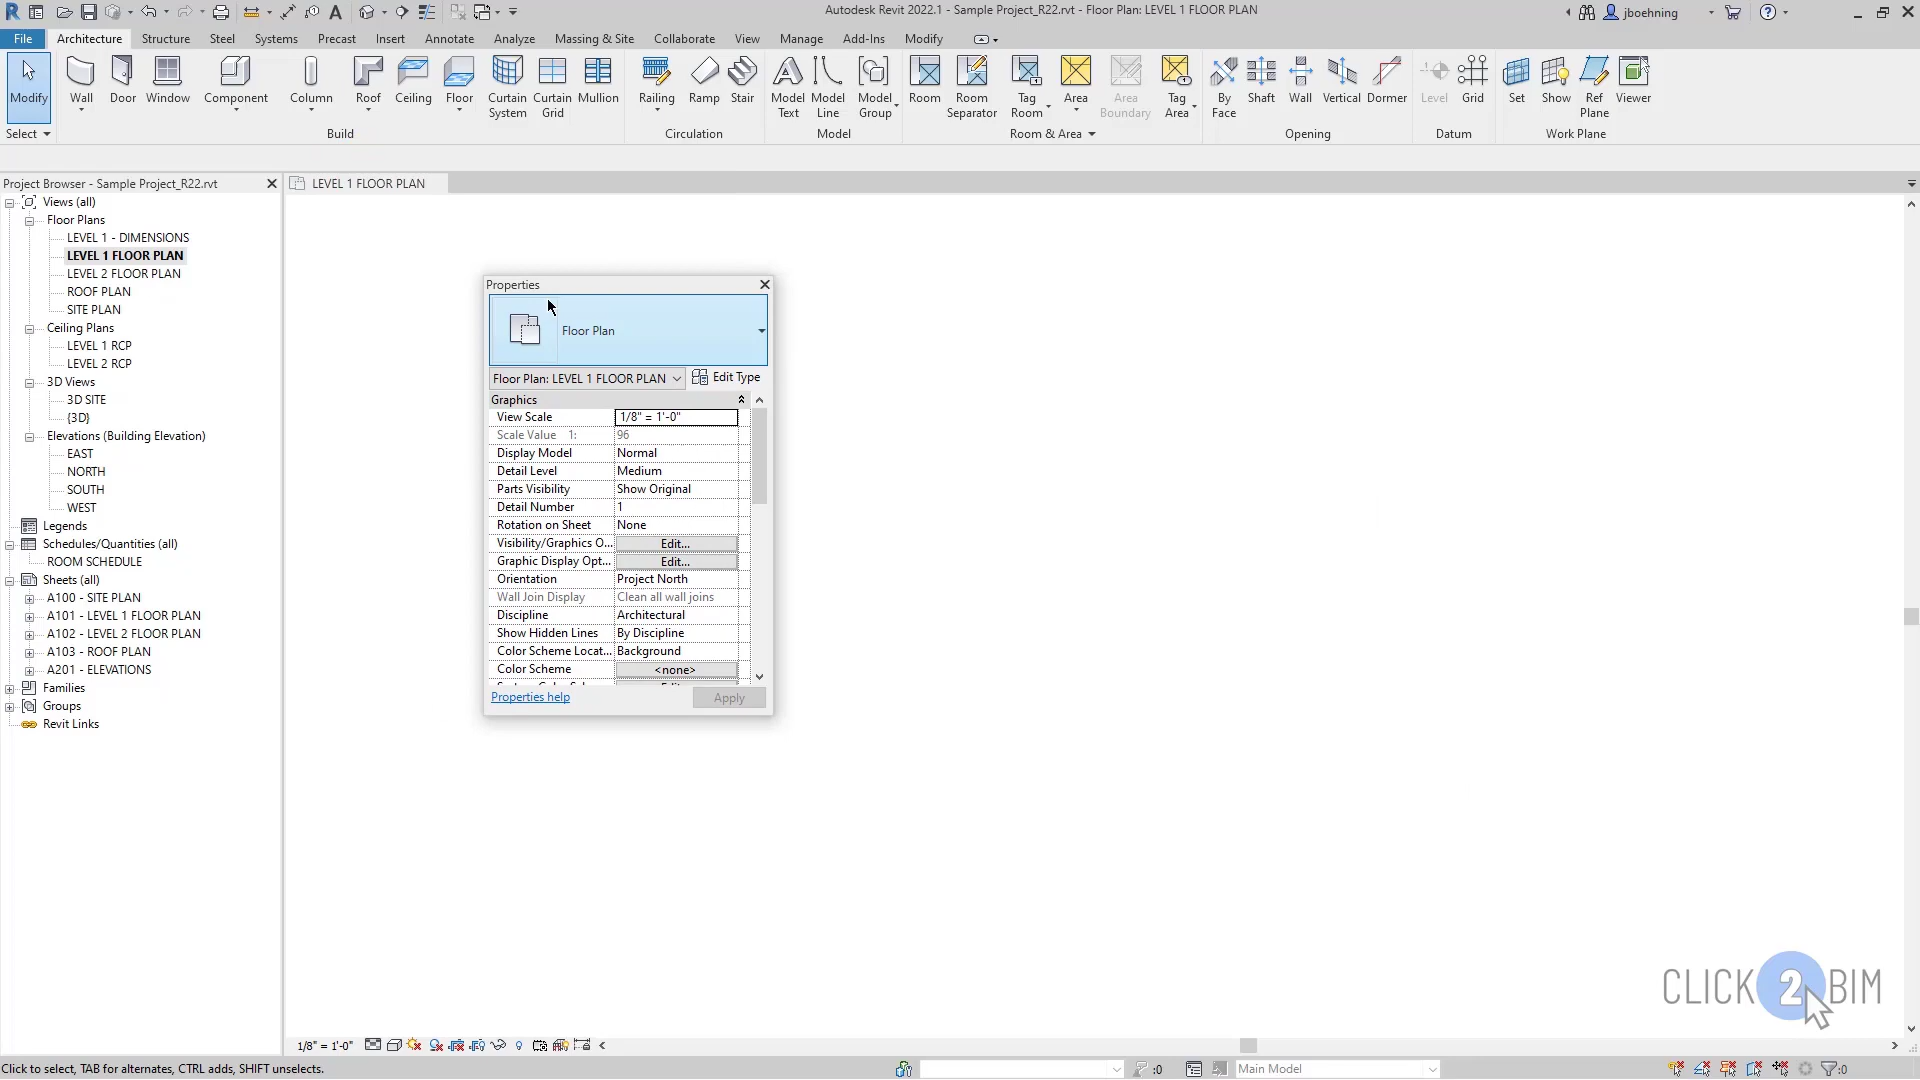 Autodesk Revit 2022.1 - Sample Project_R22.rvt - Floor Plan: LEVEL 1 FLOOR PLAN
jboehning
File Architecture Structure Steel Systems Precast Insert Annotate Analyze Massing & Site Collaborate View Manage Add-Ins Modify
Modify Wall Door Window Component Column Roof Ceiling Floor Curtain System Curtain Grid Mullion Railing Ramp Stair Model Text Model Line Model Group Room Room Separator Tag Room Area Area Boundary Tag Area By Face Shaft Wall Vertical Dormer Level Grid Set Show Ref Plane Viewer
Select Build Circulation Model Room & Area Opening Datum Work Plane
Project Browser - Sample Project_R22.rvt
LEVEL 1 FLOOR PLAN
Views (all)
Floor Plans
LEVEL 1 - DIMENSIONS
LEVEL 1 FLOOR PLAN
LEVEL 2 FLOOR PLAN
ROOF PLAN
SITE PLAN
Ceiling Plans
LEVEL 1 RCP
LEVEL 2 RCP
3D Views
3D SITE
{3D}
Elevations (Building Elevation)
EAST
NORTH
SOUTH
WEST
Legends
Schedules/Quantities (all)
ROOM SCHEDULE
Sheets (all)
A100 - SITE PLAN
A101 - LEVEL 1 FLOOR PLAN
A102 - LEVEL 2 FLOOR PLAN
A103 - ROOF PLAN
A201 - ELEVATIONS
Families
Groups
Revit Links
Properties
Floor Plan
Floor Plan: LEVEL 1 FLOOR PLAN Edit Type
Graphics
View Scale 1/8" = 1'-0"
Scale Value 1: 96
Display Model Normal
Detail Level Medium
Parts Visibility Show Original
Detail Number 1
Rotation on Sheet None
Visibility/Graphics O... Edit...
Graphic Display Opt... Edit...
Orientation Project North
Wall Join Display Clean all wall joins
Discipline Architectural
Show Hidden Lines By Discipline
Color Scheme Locat... Background
Color Scheme <none>
Properties help Apply
CLICK 2 BIM
1/8" = 1'-0"
Click to select, TAB for alternates, CTRL adds, SHIFT unselects.
:0
Main Model
:0